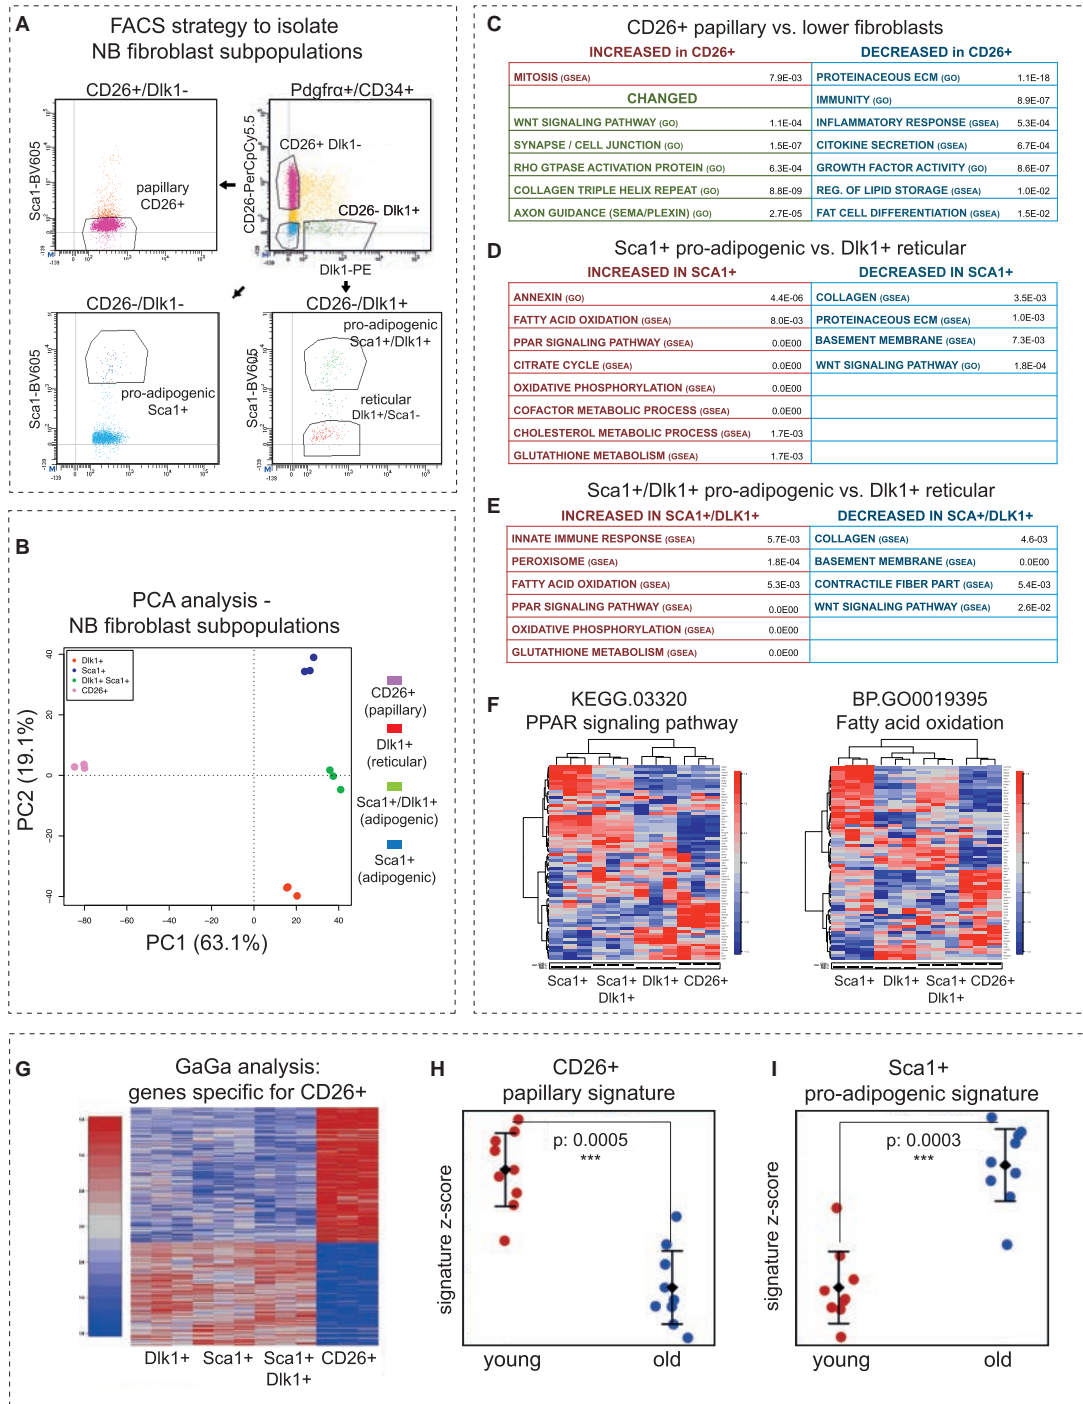 A
FACS strategy to isolate
NB fibroblast subpopulations
CD26+/Dlk1-
Pdgfrα+/CD34+
Sca1-BV605
papillary
CD26+
CD26-PerCpCy5.5
CD26+ Dlk1-
CD26- Dlk1+
Dlk1-PE
CD26-/Dlk1-
CD26-/Dlk1+
Sca1-BV605
pro-adipogenic
Sca1+
Sca1-BV605
pro-adipogenic
Sca1+/Dlk1+
reticular
Dlk1+/Sca1-
B
PCA analysis -
NB fibroblast subpopulations
Dlk1+
Sca1+
Dlk1+ Sca1+
CD26+
PC2 (19.1%)
40
20
0
−20
−40
−80 −60 −40 −20 0 20 40
PC1 (63.1%)
CD26+
(papillary)
Dlk1+
(reticular)
Sca1+/Dlk1+
(adipogenic)
Sca1+
(adipogenic)
C
CD26+ papillary vs. lower fibroblasts
INCREASED in CD26+ DECREASED in CD26+
MITOSIS (GSEA) 7.9E-03 PROTEINACEOUS ECM (GO) 1.1E-18
CHANGED IMMUNITY (GO) 8.9E-07
WNT SIGNALING PATHWAY (GO) 1.1E-04 INFLAMMATORY RESPONSE (GSEA) 5.3E-04
SYNAPSE / CELL JUNCTION (GO) 1.5E-07 CITOKINE SECRETION (GSEA) 6.7E-04
RHO GTPASE ACTIVATION PROTEIN (GO) 6.3E-04 GROWTH FACTOR ACTIVITY (GO) 8.6E-07
COLLAGEN TRIPLE HELIX REPEAT (GO) 8.8E-09 REG. OF LIPID STORAGE (GSEA) 1.0E-02
AXON GUIDANCE (SEMA/PLEXIN) (GO) 2.7E-05 FAT CELL DIFFERENTIATION (GSEA) 1.5E-02
D
Sca1+ pro-adipogenic vs. Dlk1+ reticular
INCREASED IN SCA1+ DECREASED IN SCA1+
ANNEXIN (GO) 4.4E-06 COLLAGEN (GSEA) 3.5E-03
FATTY ACID OXIDATION (GSEA) 8.0E-03 PROTEINACEOUS ECM (GSEA) 1.0E-03
PPAR SIGNALING PATHWAY (GSEA) 0.0E00 BASEMENT MEMBRANE (GSEA) 7.3E-03
CITRATE CYCLE (GSEA) 0.0E00 WNT SIGNALING PATHWAY (GO) 1.8E-04
OXIDATIVE PHOSPHORYLATION (GSEA) 0.0E00
COFACTOR METABOLIC PROCESS (GSEA) 0.0E00
CHOLESTEROL METABOLIC PROCESS (GSEA) 1.7E-03
GLUTATHIONE METABOLISM (GSEA) 1.7E-03
E
Sca1+/Dlk1+ pro-adipogenic vs. Dlk1+ reticular
INCREASED IN SCA1+/DLK1+ DECREASED IN SCA+/DLK1+
INNATE IMMUNE RESPONSE (GSEA) 5.7E-03 COLLAGEN (GSEA) 4.6-03
PEROXISOME (GSEA) 1.8E-04 BASEMENT MEMBRANE (GSEA) 0.0E00
FATTY ACID OXIDATION (GSEA) 5.3E-03 CONTRACTILE FIBER PART (GSEA) 5.4E-03
PPAR SIGNALING PATHWAY (GSEA) 0.0E00 WNT SIGNALING PATHWAY (GSEA) 2.6E-02
OXIDATIVE PHOSPHORYLATION (GSEA) 0.0E00
GLUTATHIONE METABOLISM (GSEA) 0.0E00
F
KEGG.03320
PPAR signaling pathway
Sca1+ Sca1+ Dlk1+ CD26+
Dlk1+
BP.GO0019395
Fatty acid oxidation
Sca1+ Dlk1+ Sca1+ CD26+
Dlk1+
G
GaGa analysis:
genes specific for CD26+
Dlk1+ Sca1+ Sca1+ CD26+
Dlk1+
H
CD26+
papillary signature
signature z-score
p: 0.0005
***
young old
I
Sca1+
pro-adipogenic signature
signature z-score
p: 0.0003
***
young old